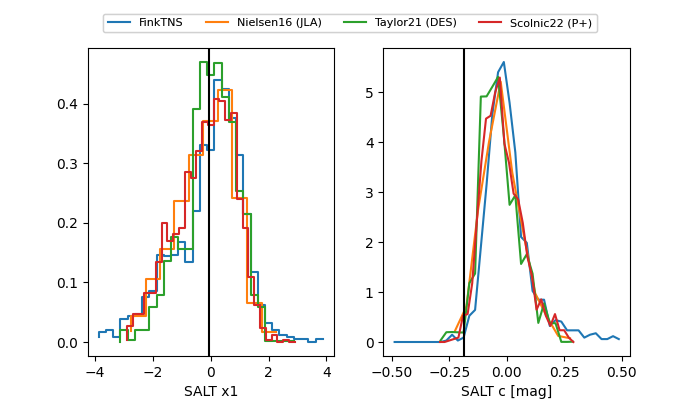 FinkTNS Nielsen16 (JLA) Taylor21 (DES) Scolnic22 (P+)
0.4
0.3
0.2
0.1
0.0
−4 −2 0 2 4
SALT x1
5
4
3
2
1
0
−0.50 −0.25 0.00 0.25 0.50
SALT c [mag]